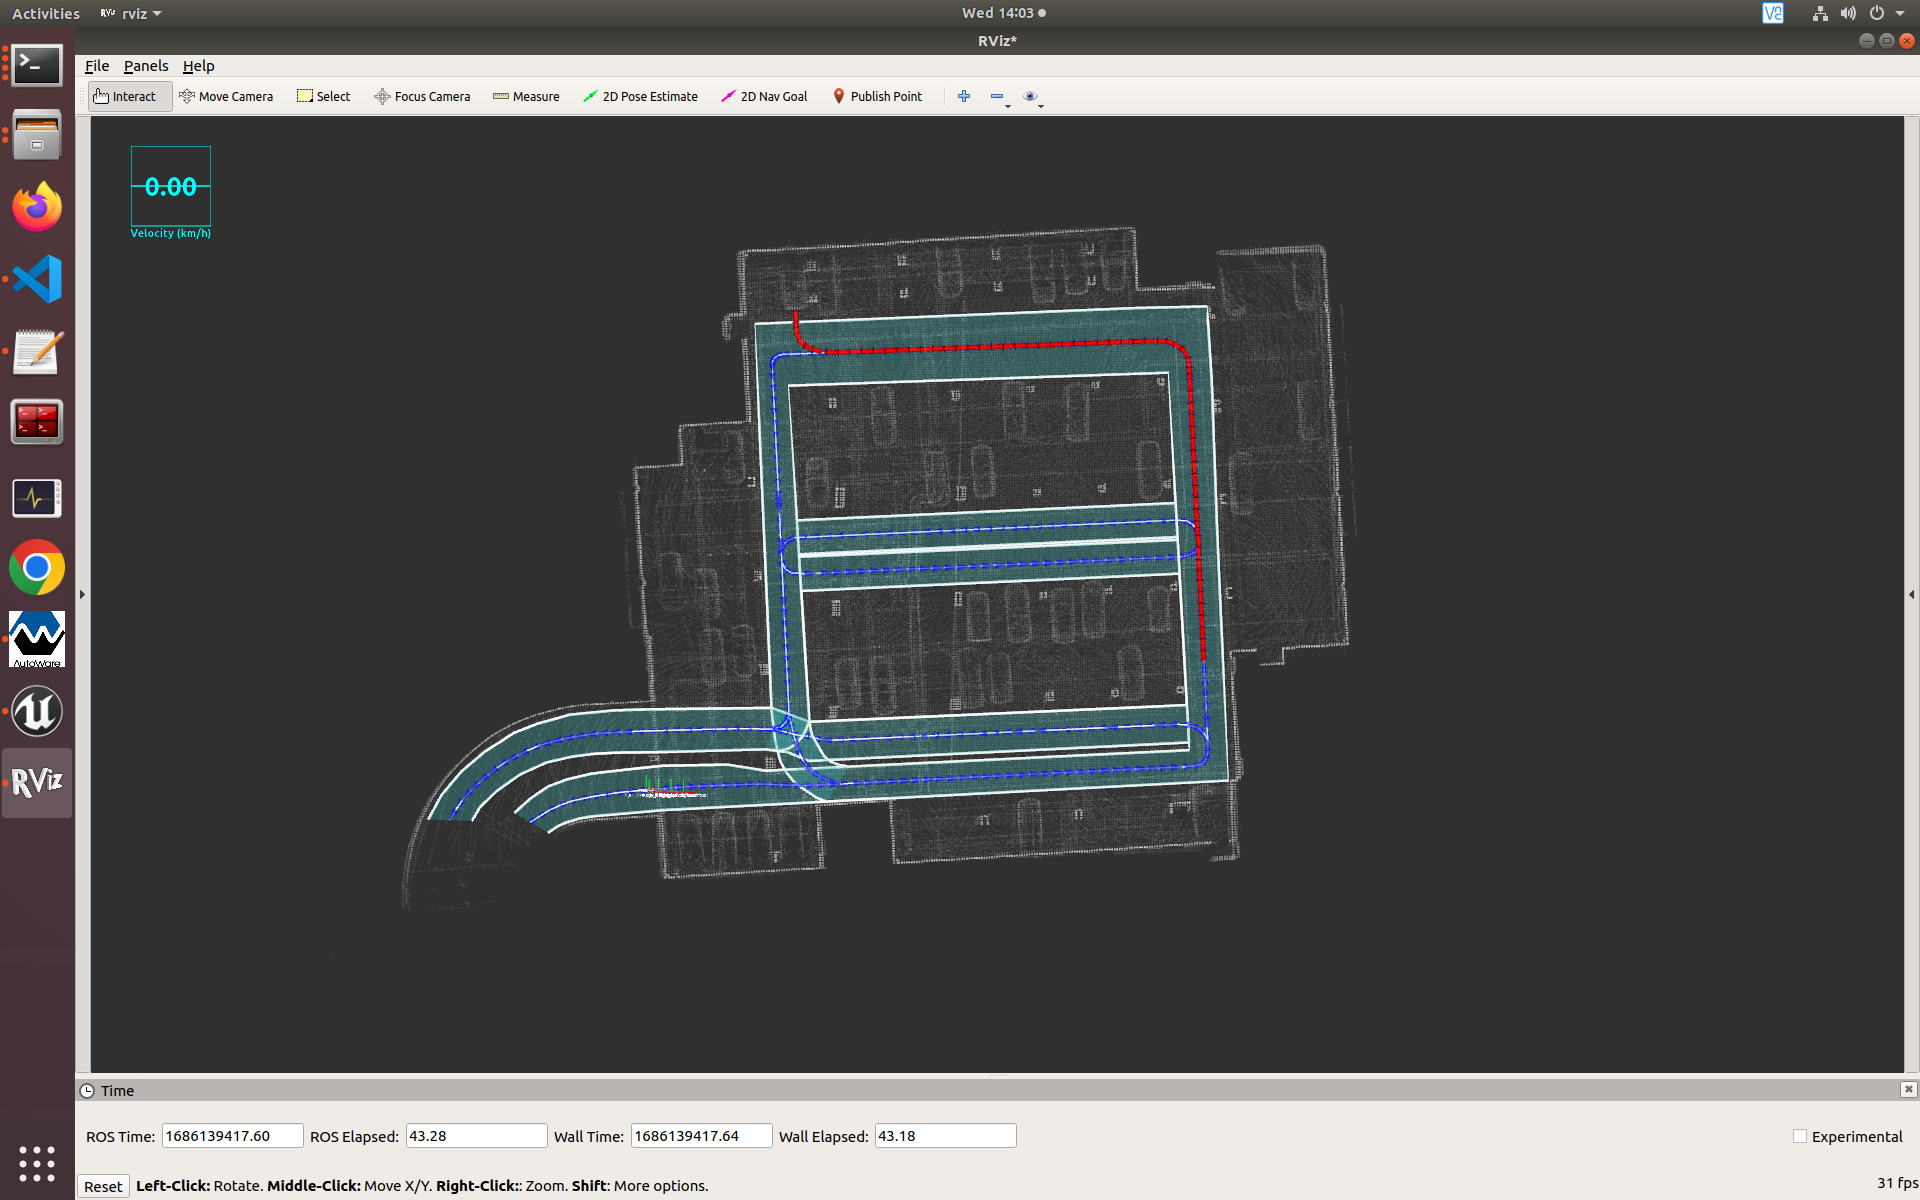 Activities RViz rviz Wed 14:03 V2
RViz*
File Panels Help
Interact Move Camera Select Focus Camera Measure 2D Pose Estimate 2D Nav Goal Publish Point
0.00
Velocity (km/h)
AutoWare
RViz
Time
ROS Time: 1686139417.60 ROS Elapsed: 43.28 Wall Time: 1686139417.64 Wall Elapsed: 43.18 Experimental
Reset Left-Click: Rotate. Middle-Click: Move X/Y. Right-Click:: Zoom. Shift: More options. 31 fps